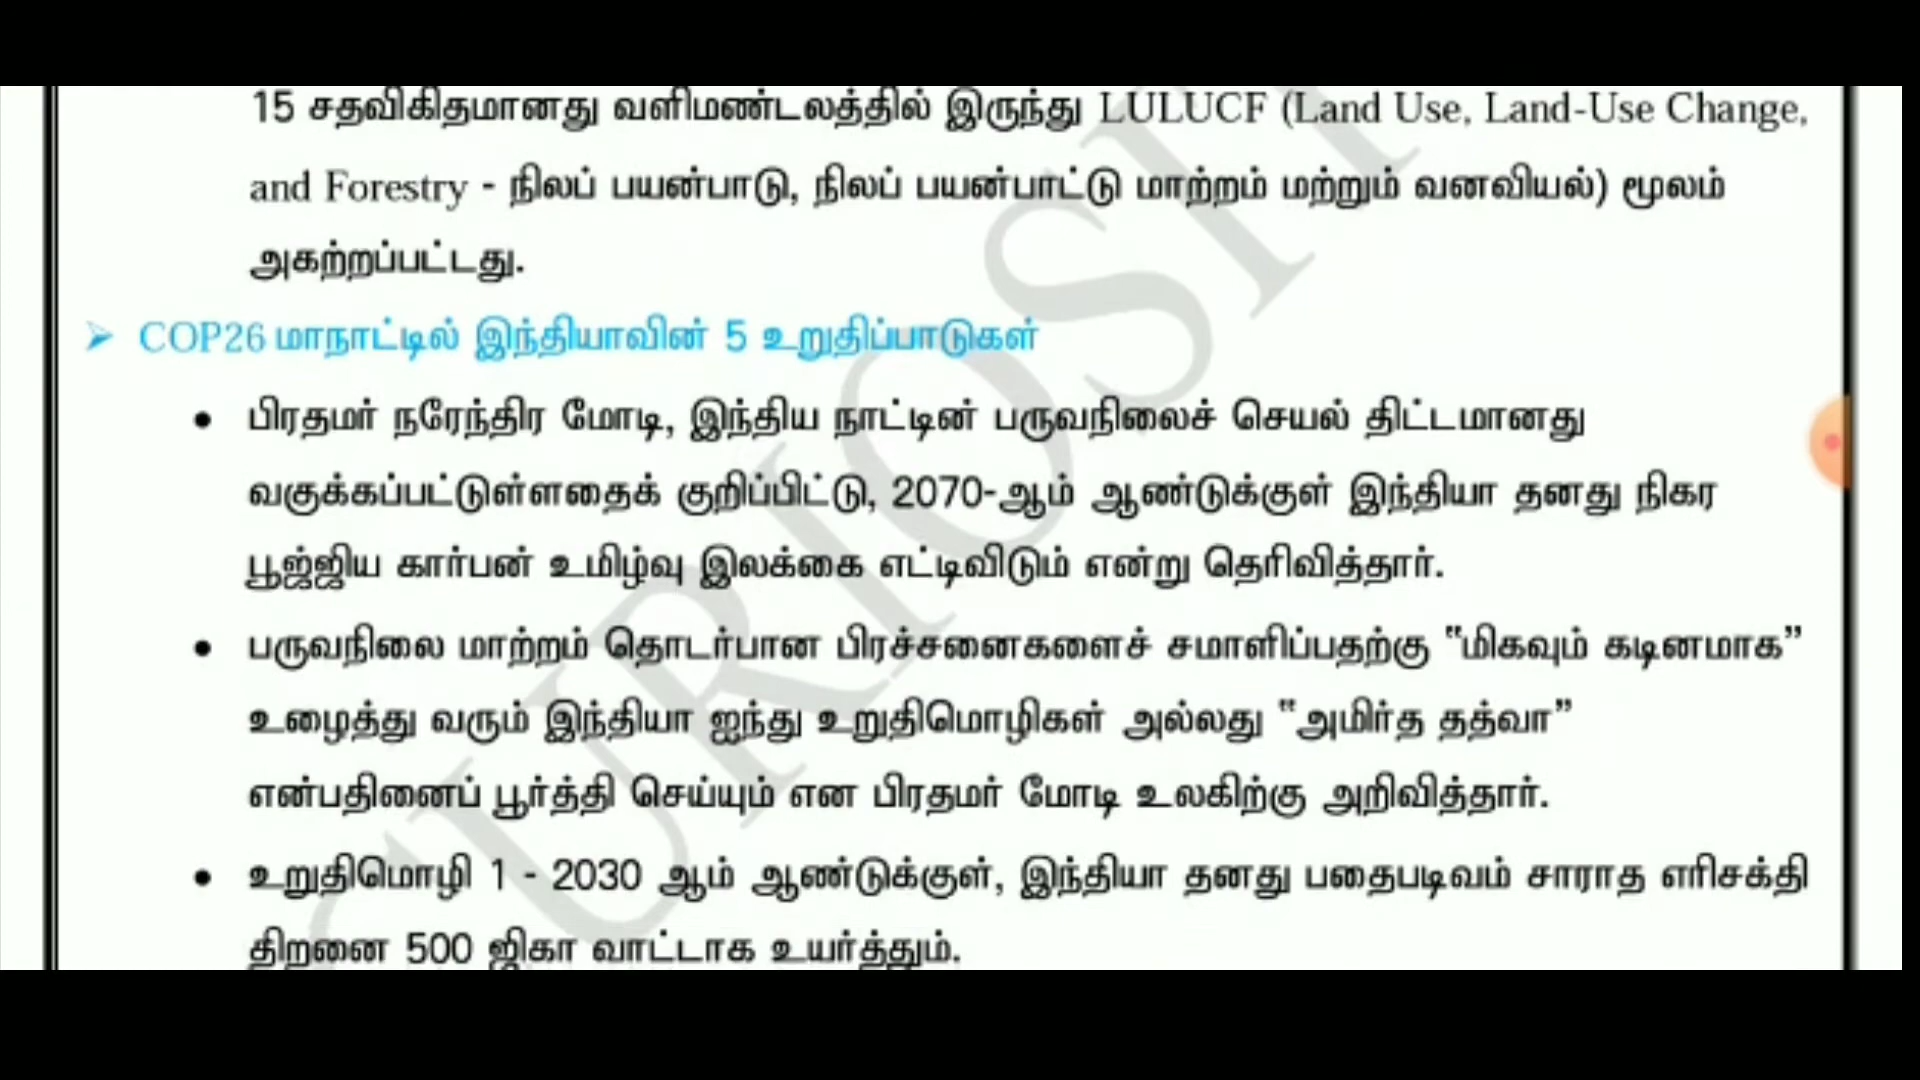 15 சதவிகிதமானது வளிமண்டலத்தில் இருந்து LULUCF (Land Use, Land-Use Change,
and Forestry - நிலப் பயன்பாடு, நிலப் பயன்பாட்டு மாற்றம் மற்றும் வனவியல்) மூலம்
அகற்றப்பட்டது.
➢ COP26 மாநாட்டில் இந்தியாவின் 5 உறுதிப்பாடுகள்
• பிரதமர் நரேந்திர மோடி, இந்திய நாட்டின் பருவநிலைச் செயல் திட்டமானது
வகுக்கப்பட்டுள்ளதைக் குறிப்பிட்டு, 2070-ஆம் ஆண்டுக்குள் இந்தியா தனது நிகர
பூஜ்ஜிய கார்பன் உமிழ்வு இலக்கை எட்டிவிடும் என்று தெரிவித்தார்.
• பருவநிலை மாற்றம் தொடர்பான பிரச்சனைகளைச் சமாளிப்பதற்கு “மிகவும் கடினமாக”
உழைத்து வரும் இந்தியா ஐந்து உறுதிமொழிகள் அல்லது “அமிர்த தத்வா”
என்பதினைப் பூர்த்தி செய்யும் என பிரதமர் மோடி உலகிற்கு அறிவித்தார்.
• உறுதிமொழி 1 - 2030 ஆம் ஆண்டுக்குள், இந்தியா தனது பதைபடிவம் சாராத எரிசக்தி
திறனை 500 ஜிகா வாட்டாக உயர்த்தும்.
CURIOSIT